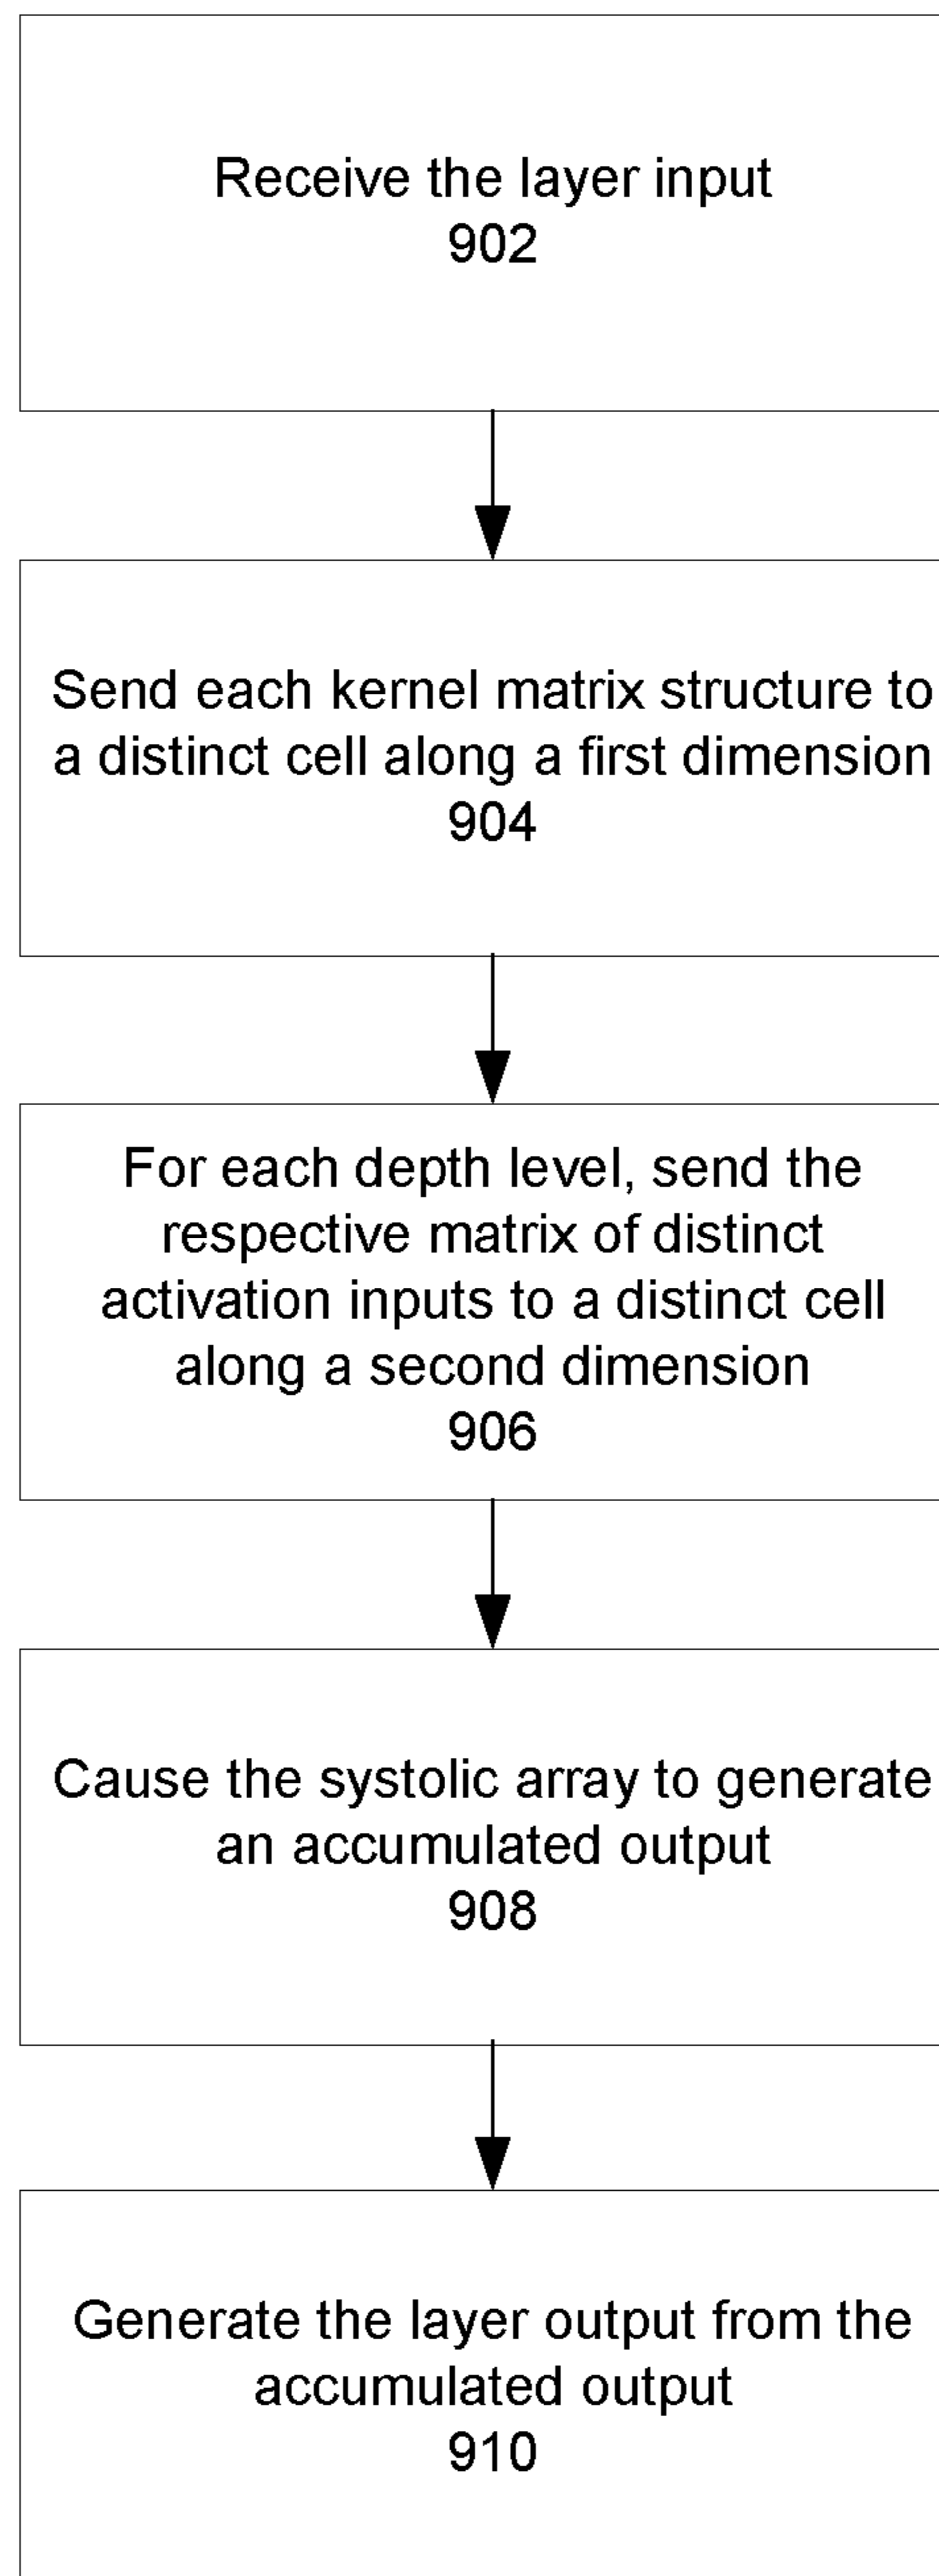 Receive the layer input
902
Send each kernel matrix structure to
a distinct cell along a first dimension
904
For each depth level, send the
respective matrix of distinct
activation inputs to a distinct cell
along a second dimension
906
Cause the systolic array to generate
an accumulated output
908
Generate the layer output from the
accumulated output
910